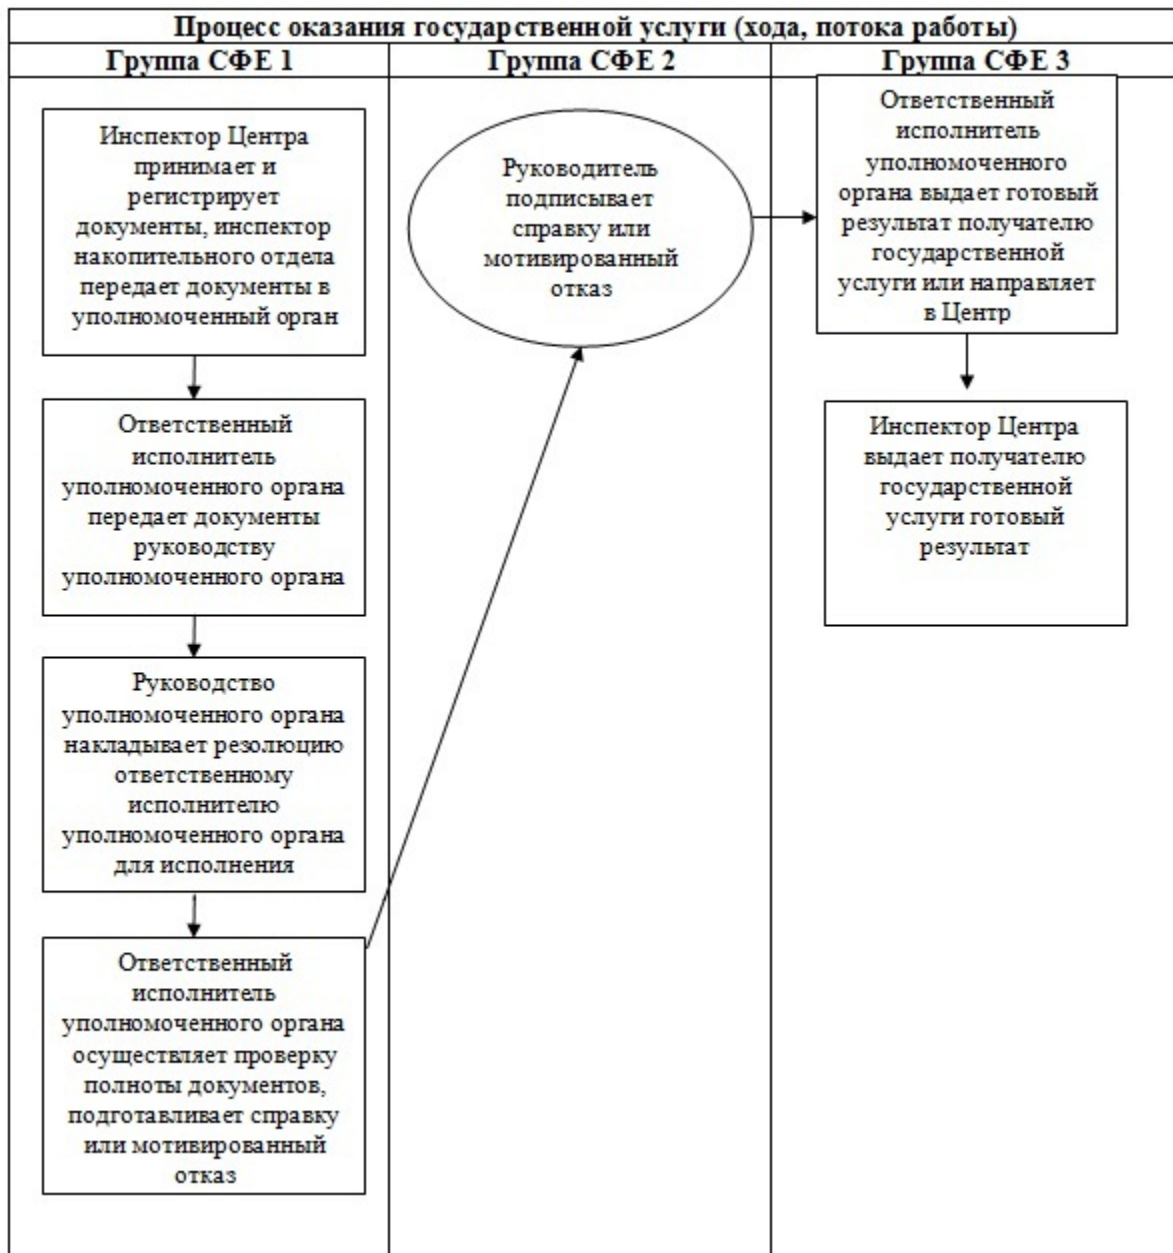 Процесс оказания государственной услуги (хода, потока работы)
Группа СФЕ 1
Группа СФЕ 2
Группа СФЕ 3
Инспектор Центра
принимает и
регистрирует
документы, инспектор
накопительного отдела
передает документы в
уполномоченный орган
Ответственный
исполнитель
уполномоченного органа
передает документы
руководству
уполномоченного органа
Руководство
уполномоченного органа
накладывает резолюцию
ответственному
исполнителю
уполномоченного органа
для исполнения
Ответственный
исполнитель
уполномоченного органа
осуществляет проверку
полноты документов,
подготавливает справку
или мотивированный
отказ
Руководитель
подписывает
справку или
мотивированный
отказ
Ответственный
исполнитель
уполномоченного
органа выдает готовый
результат получателю
государственной
услуги или направляет
в Центр
Инспектор Центра
выдает получателю
государственной
услуги готовый
результат